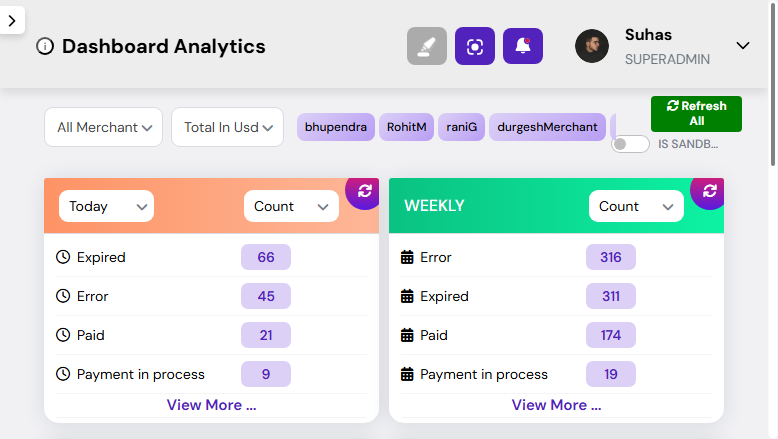 Dashboard Analytics
Suhas
SUPERADMIN
All Merchant
Total In Usd
bhupendra
RohitM
raniG
durgeshMerchant
Refresh
All
IS SANDB...
Today
Count
WEEKLY
Count
Expired 66
Error 45
Paid 21
Payment in process 9
View More ...
Error 316
Expired 311
Paid 174
Payment in process 19
View More ...